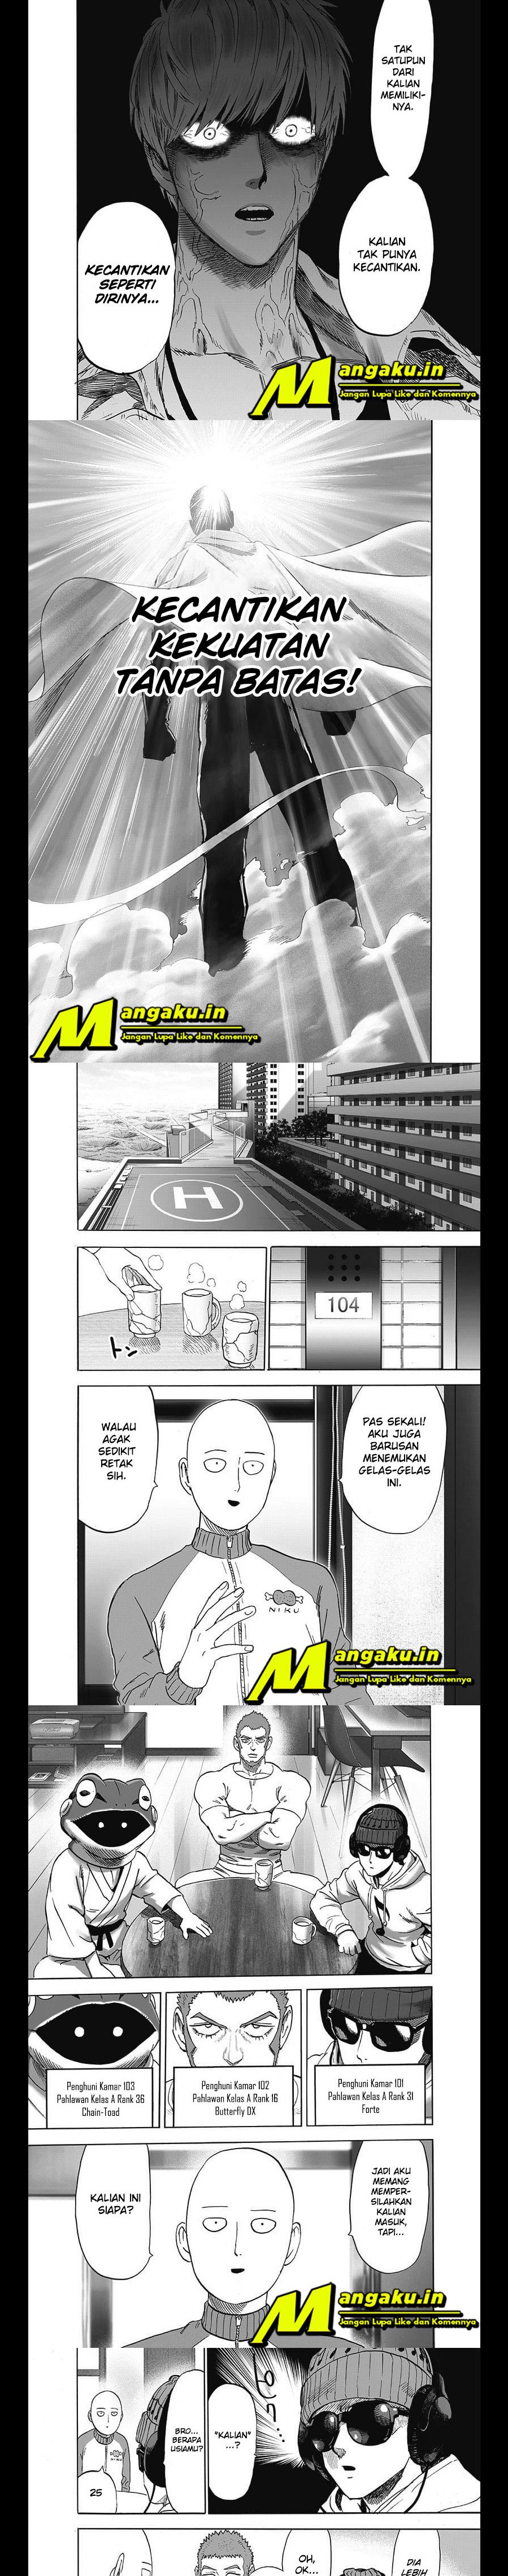 TAK
SATUPUN
DARI
KALIAN
MEMILIKI-
NYA.
KALIAN
TAK PUNYA
KECANTIKAN.
KECANTIKAN
SEPERTI
DIRINYA...
Mangaku.in
Jangan Lupa Like dan Komennya
KECANTIKAN
KEKUATAN
TANPA BATAS!
Mangaku.in
Jangan Lupa Like dan Komennya
H
104
トン
PAS SEKALI!
AKU JUGA
BARUSAN
MENEMUKAN
GELAS-GELAS
INI.
WALAU
AGAK
SEDIKIT
RETAK
SIH.
NIKU
Mangaku.in
Jangan Lupa Like dan Komennya
Penghuni Kamar 101
Pahlawan Kelas A Rank 31
Forte
Penghuni Kamar 102
Pahlawan Kelas A Rank 16
Butterfly DX
Penghuni Kamar 103
Pahlawan Kelas A Rank 36
Chain-Toad
JADI AKU
MEMANG
MEMPER-
SILAHKAN
KALIAN
MASUK,
TAPI...
KALIAN INI
SIAPA?
Mangaku.in
Jangan Lupa Like dan Komennya
"KALIAN"
...?
BRO...
BERAPA
USIAMU?
25
DIA
LEBIH
OH,
OK...